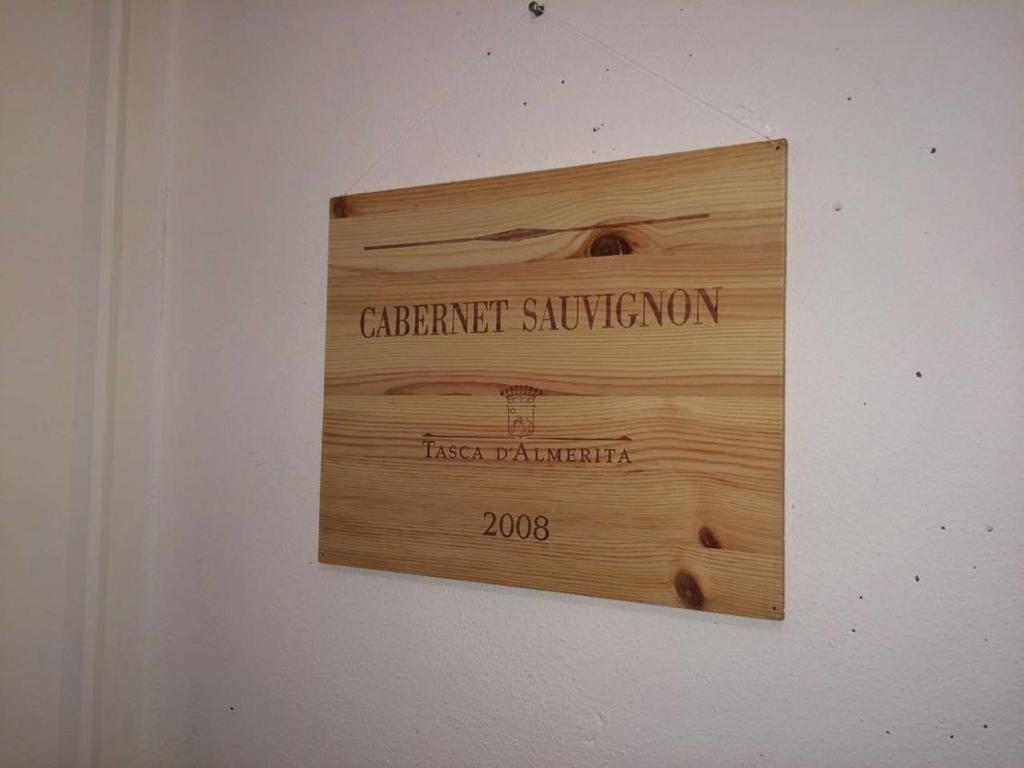 CABERNET SAUVIGNON
TASCA D'ALMERITA
2008